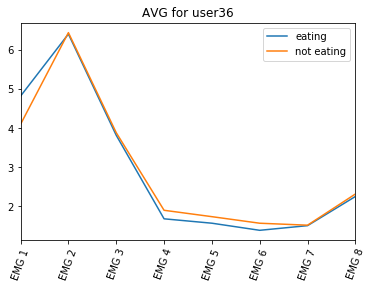 AVG for user36
eating
not eating
6
5
4
3
2
EMG 1
EMG 2
EMG 3
EMG 4
EMG 5
EMG 6
EMG 7
EMG 8